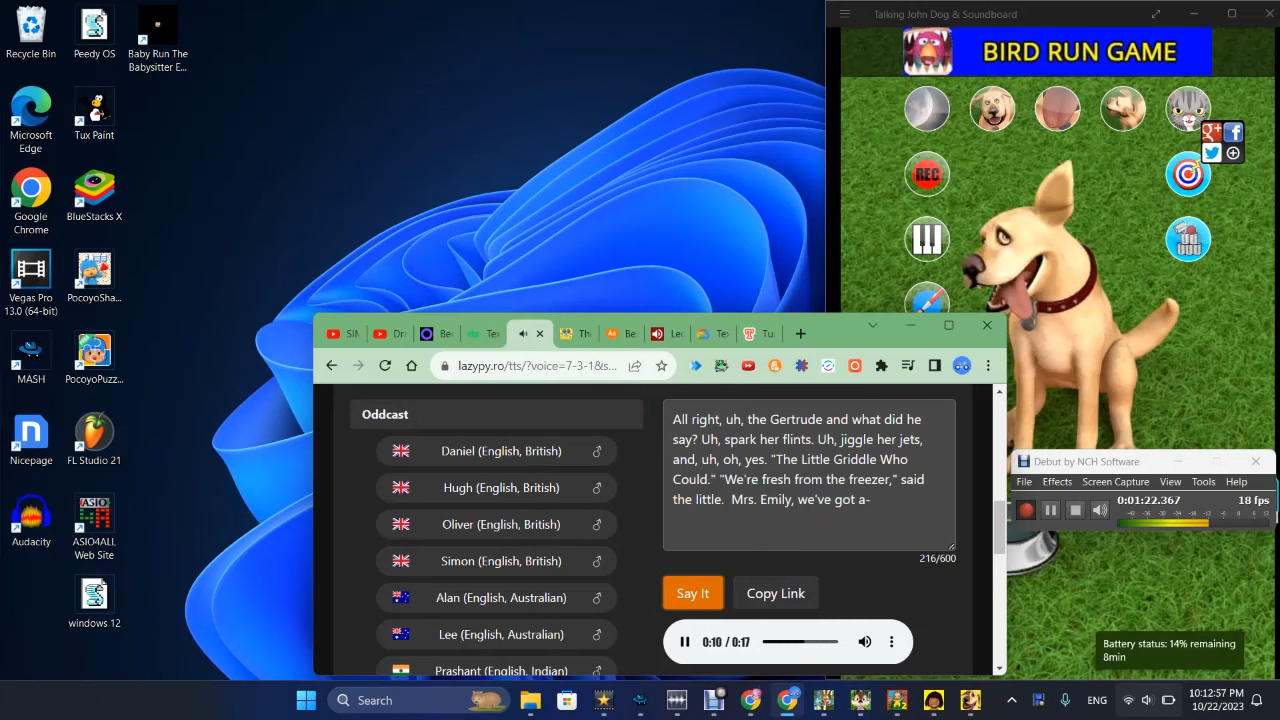 Recycle Bin
Peedy OS
Baby Run The
Babysitter E...
Microsoft
Edge
Tux Paint
Google
Chrome
BlueStacks X
Vegas Pro
13.0 (64-bit)
PocoyoSha...
MASH
PocoyoPuzz...
Nicepage
FL Studio 21
Audacity
ASIO4ALL
Web Site
windows 12
Talking John Dog & Soundboard
BIRD RUN GAME
REC
lazypy.ro/tts/?voice=7-3-1&s...
Oddcast
Daniel (English, British)
Hugh (English, British)
Oliver (English, British)
Simon (English, British)
Alan (English, Australian)
Lee (English, Australian)
Prashant (English, Indian)
All right, uh, the Gertrude and what did he
say? Uh, spark her flints. Uh, jiggle her jets,
and, uh, oh, yes. "The Little Griddle Who
Could." "We're fresh from the freezer," said
the little.  Mrs. Emily, we've got a-
216/600
Say It
Copy Link
0:10 / 0:17
Debut by NCH Software
File Effects Screen Capture View Tools Help
0:01:22.367 18 fps
Battery status: 14% remaining
8min
Search
ENG
10:12:57 PM
10/22/2023